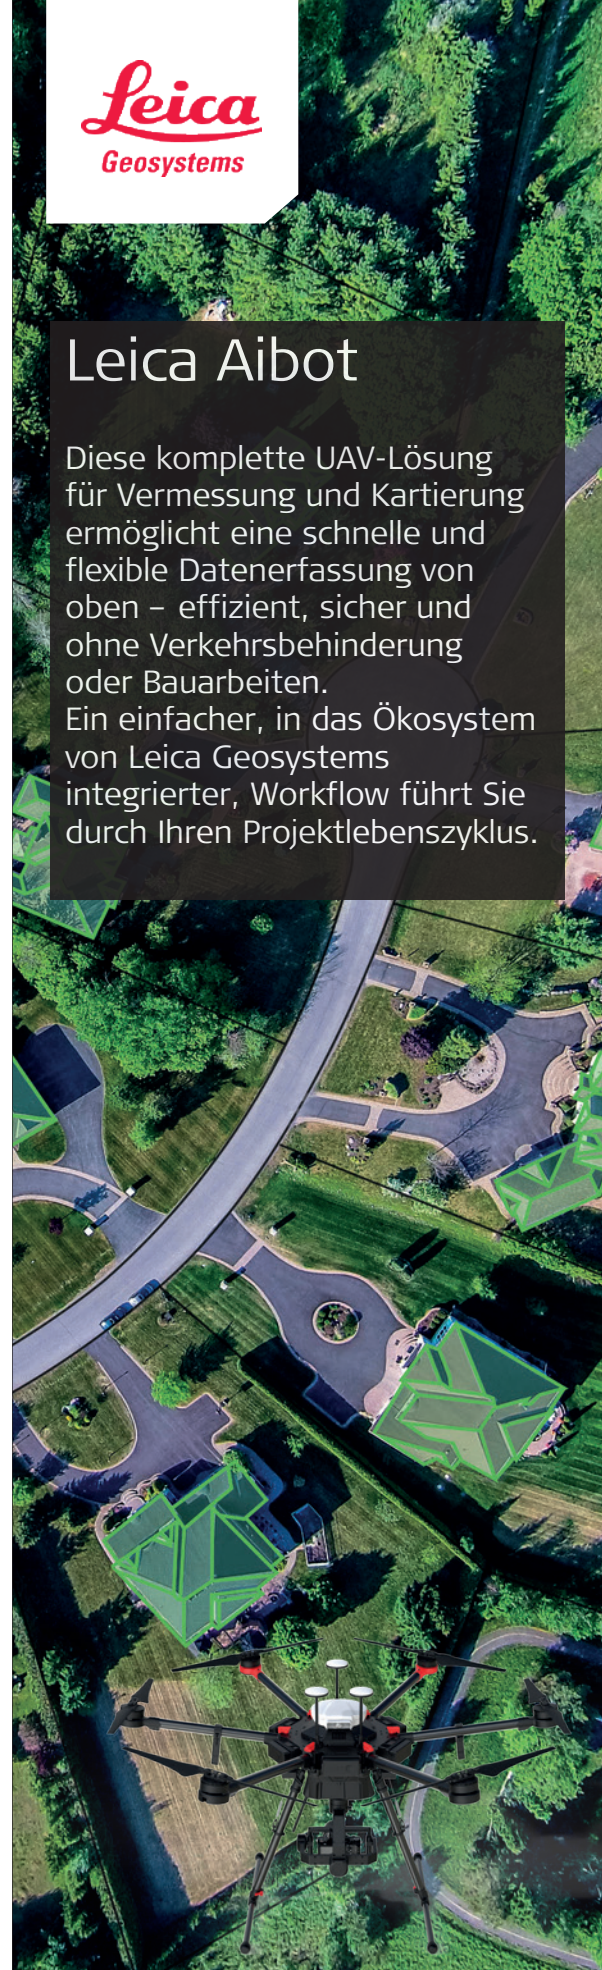 Leica
Geosystems
Leica Aibot
Diese komplette UAV-Lösung
für Vermessung und Kartierung
ermöglicht eine schnelle und
flexible Datenerfassung von
oben – effizient, sicher und
ohne Verkehrsbehinderung
oder Bauarbeiten.
Ein einfacher, in das Ökosystem
von Leica Geosystems
integrierter, Workflow führt Sie
durch Ihren Projektlebenszyklus.